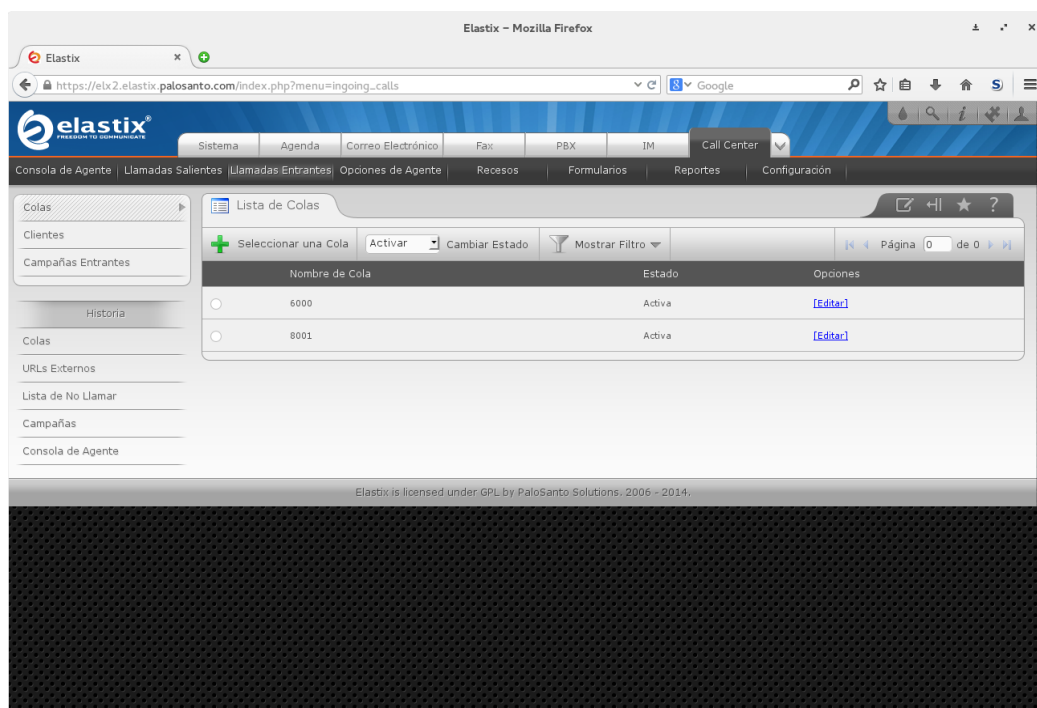 Elastix - Mozilla Firefox
Elastix
https://elx2.elastix.palosanto.com/index.php?menu=ingoing_calls
Google
elastix®
FREEDOM TO COMMUNICATE
Sistema Agenda Correo Electrónico Fax PBX IM Call Center
Consola de Agente Llamadas Salientes Llamadas Entrantes Opciones de Agente Recesos Formularios Reportes Configuración
Colas
Clientes
Campañas Entrantes
Historia
Colas
URLs Externos
Lista de No Llamar
Campañas
Consola de Agente
Lista de Colas
Seleccionar una Cola Activar Cambiar Estado Mostrar Filtro Página 0 de 0
Nombre de Cola Estado Opciones
6000 Activa [Editar]
8001 Activa [Editar]
Elastix is licensed under GPL by PaloSanto Solutions. 2006 - 2014.